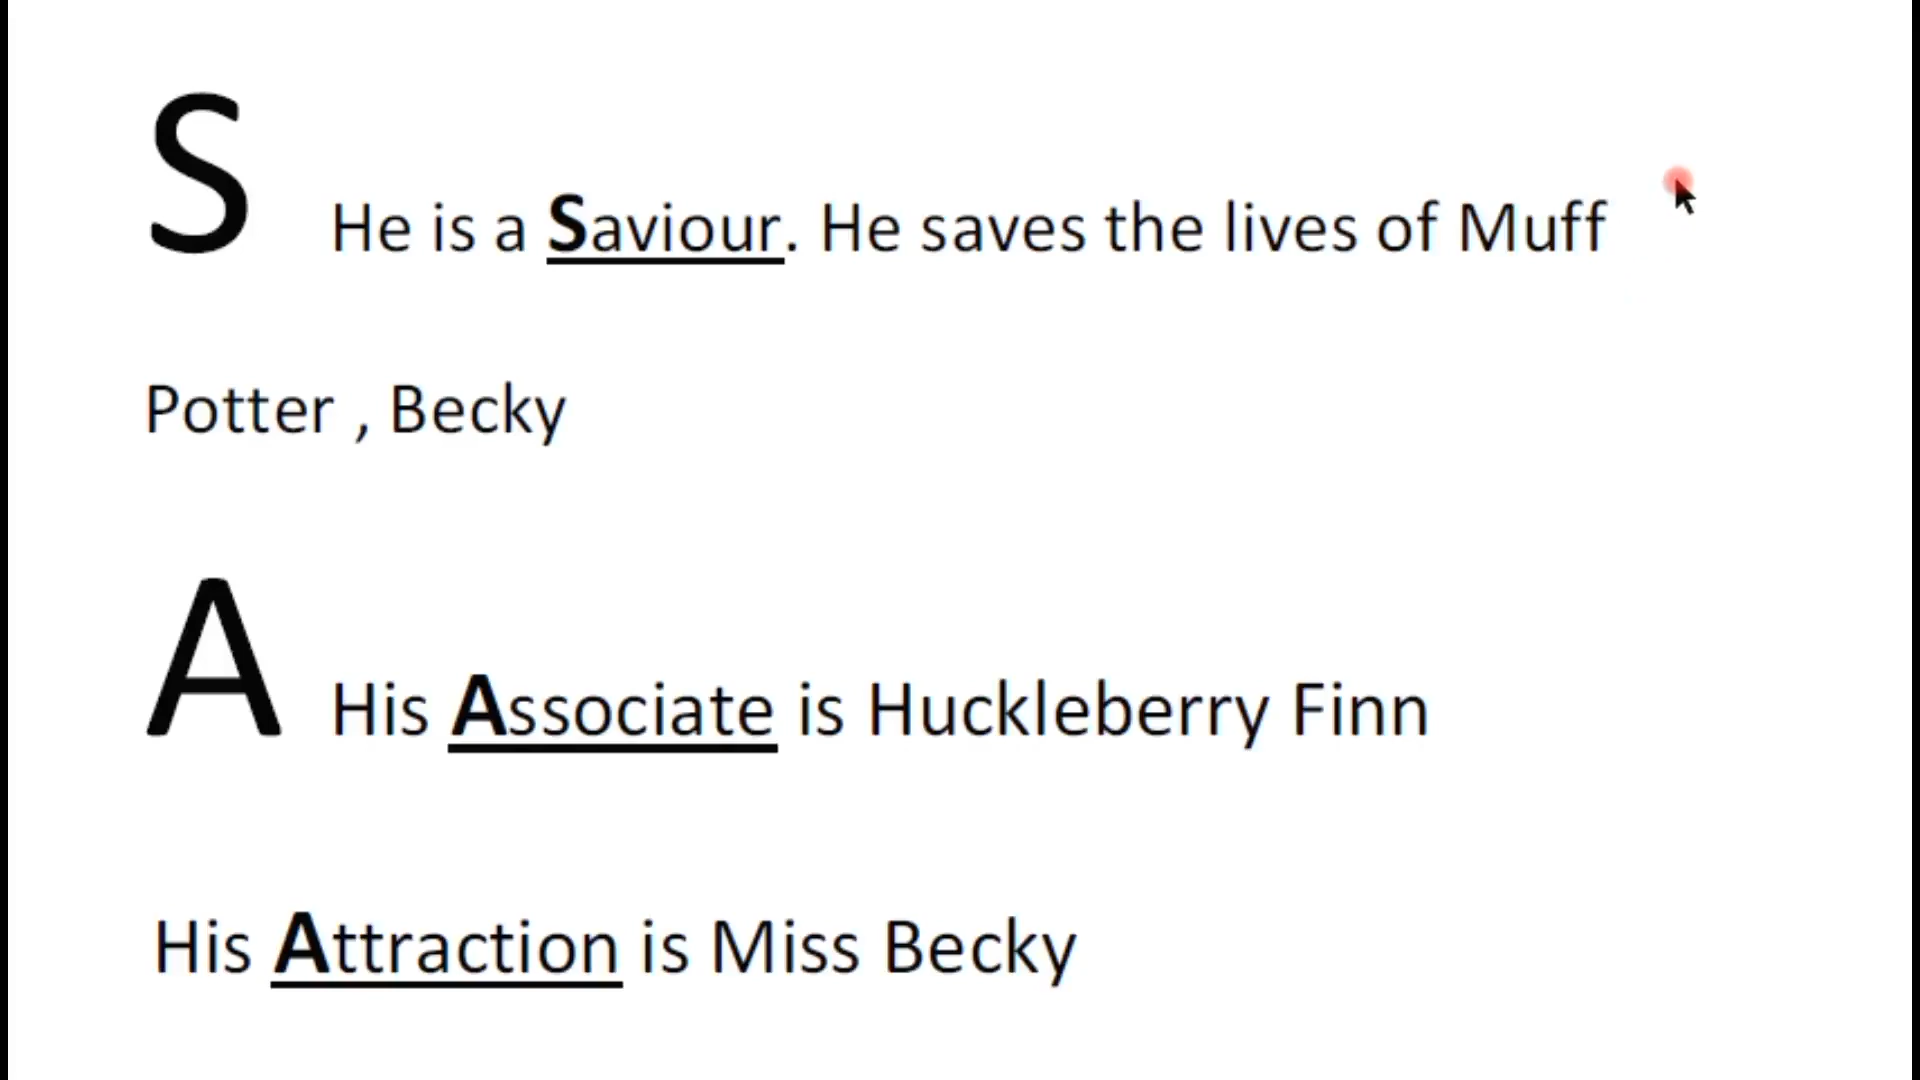 S He is a Saviour. He saves the lives of Muff
Potter , Becky
A His Associate is Huckleberry Finn
His Attraction is Miss Becky